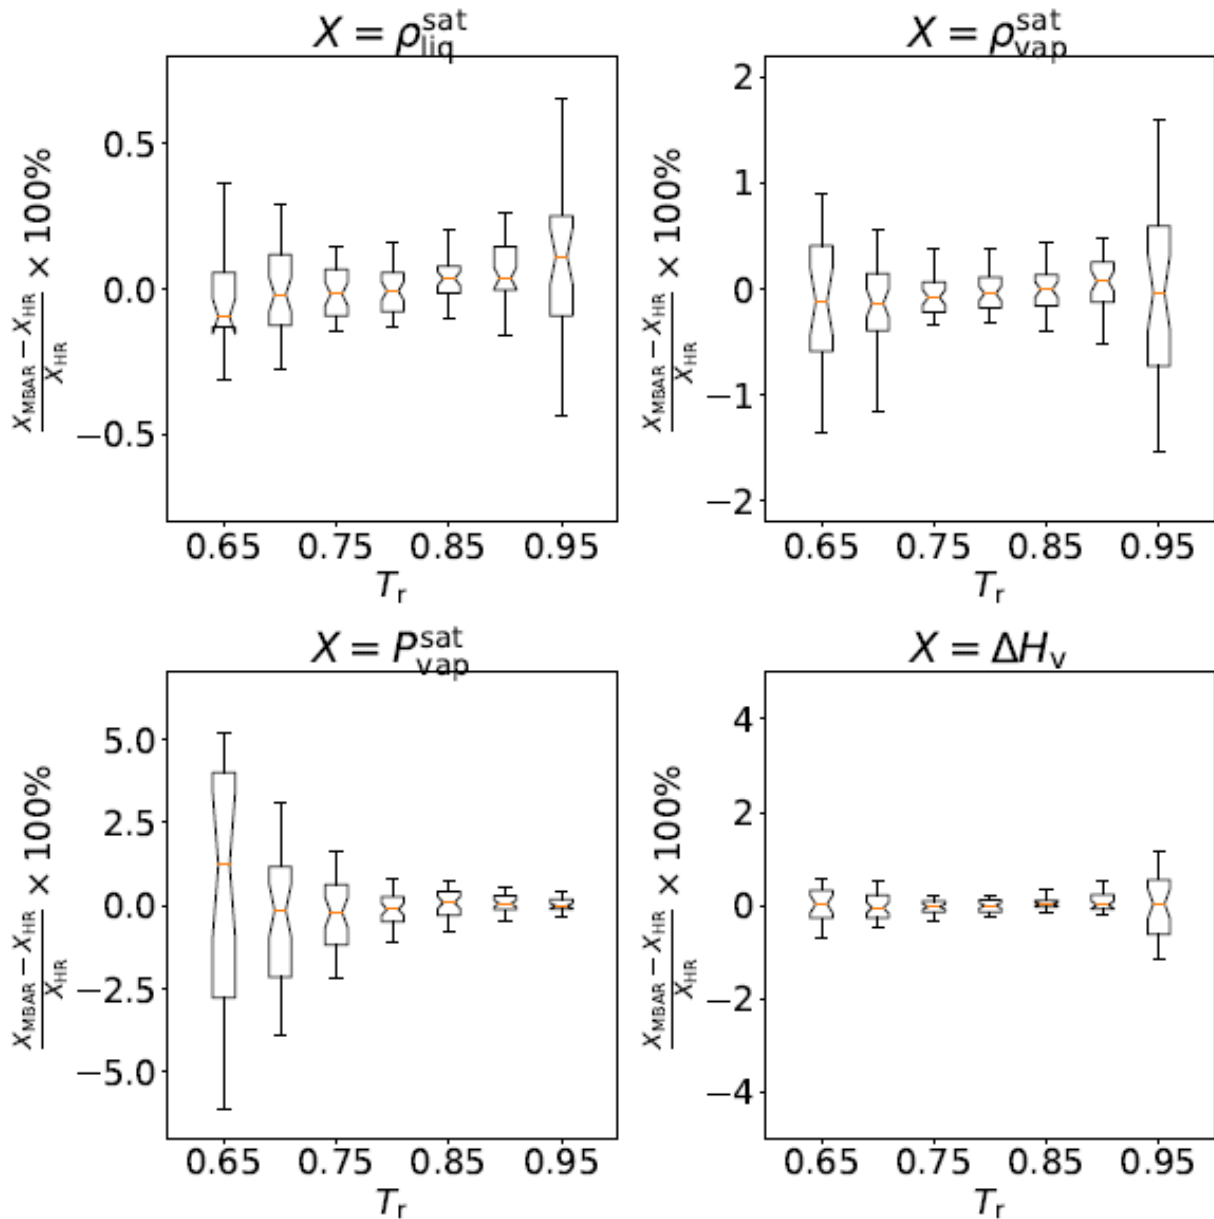 X = ρ_liq^sat
X_MBAR − X_HR / X_HR × 100%
0.5
0.0
−0.5
0.65 0.75 0.85 0.95
T_r
X = ρ_vap^sat
X_MBAR − X_HR / X_HR × 100%
2
1
0
−1
−2
0.65 0.75 0.85 0.95
T_r
X = P_vap^sat
X_MBAR − X_HR / X_HR × 100%
5.0
2.5
0.0
−2.5
−5.0
0.65 0.75 0.85 0.95
T_r
X = ΔH_v
X_MBAR − X_HR / X_HR × 100%
4
2
0
−2
−4
0.65 0.75 0.85 0.95
T_r